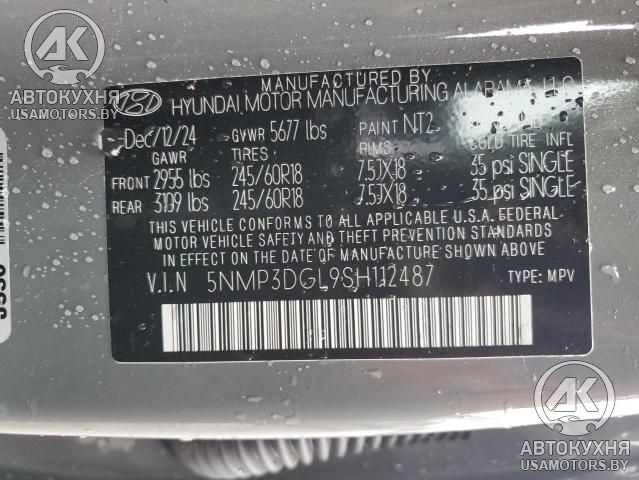 MANUFACTURED BY
HYUNDAI MOTOR MANUFACTURING ALABAMA, LLC
Dec/12/24 GVWR 5677 lbs PAINT NT2
GAWR TIRES RIMS COLD TIRE INFL
FRONT 2955 lbs 245/60R18 7.5JX18 35 psi SINGLE
REAR 3109 lbs 245/60R18 7.5JX18 35 psi SINGLE
THIS VEHICLE CONFORMS TO ALL APPLICABLE U.S.A. FEDERAL
MOTOR VEHICLE SAFETY AND THEFT PREVENTION STANDARDS
IN EFFECT ON THE DATE OF MANUFACTURE SHOWN ABOVE.
V.I.N 5NMP3DGL9SH112487 TYPE: MPV
AK
АВТОКУХНЯ
USAMOTORS.BY
AK
АВТОКУХНЯ
USAMOTORS.BY